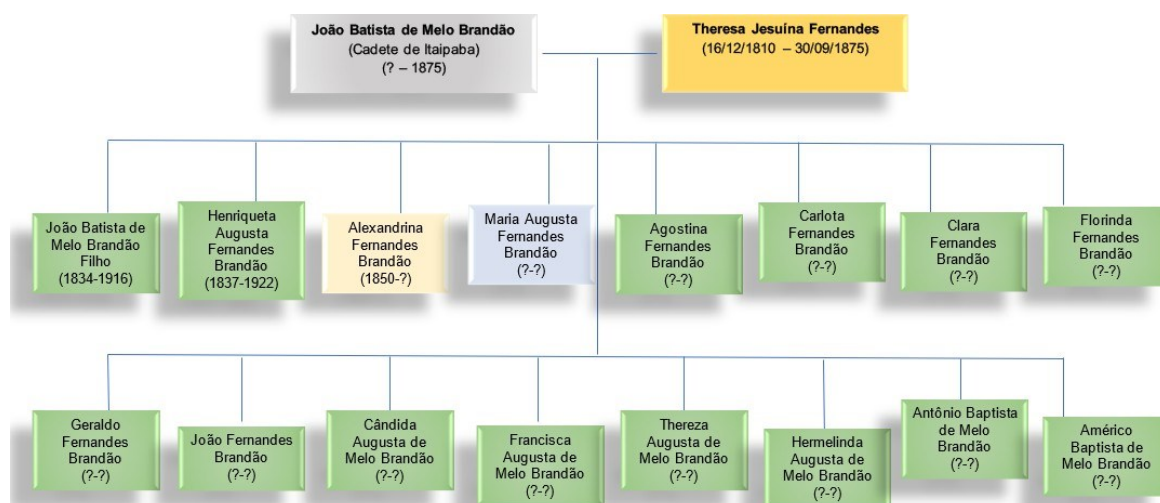 João Batista de Melo Brandão
(Cadete de Itaipaba)
(? – 1875)
Theresa Jesuína Fernandes
(16/12/1810 – 30/09/1875)
João Batista de
Melo Brandão
Filho
(1834-1916)
Henriqueta
Augusta
Fernandes
Brandão
(1837-1922)
Alexandrina
Fernandes
Brandão
(1850-?)
Maria Augusta
Fernandes
Brandão
(?-?)
Agostina
Fernandes
Brandão
(?-?)
Carlota
Fernandes
Brandão
(?-?)
Clara
Fernandes
Brandão
(?-?)
Florinda
Fernandes
Brandão
(?-?)
Geraldo
Fernandes
Brandão
(?-?)
João Fernandes
Brandão
(?-?)
Cândida
Augusta de
Melo Brandão
(?-?)
Francisca
Augusta de
Melo Brandão
(?-?)
Thereza
Augusta de
Melo Brandão
(?-?)
Hermelinda
Augusta de
Melo Brandão
(?-?)
Antônio Baptista
de Melo
Brandão
(?-?)
Américo
Baptista de
Melo Brandão
(?-?)